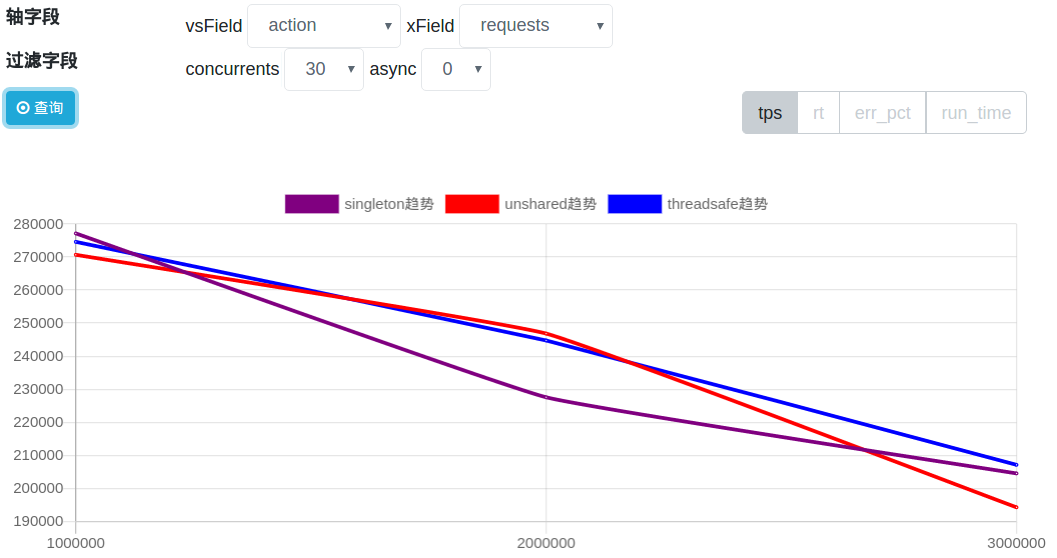 轴字段
vsField action xField requests
过滤字段
concurrents 30 async 0
查询
tps rt err_pct run_time
singleton趋势 unshared趋势 threadsafe趋势
280000
270000
260000
250000
240000
230000
220000
210000
200000
190000
1000000 2000000 3000000